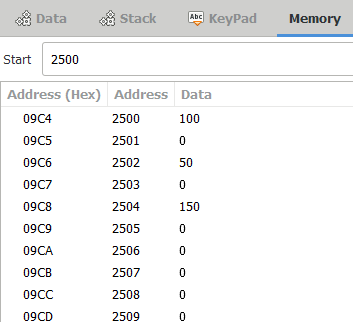 Data Stack Abc KeyPad Memory
Start 2500
Address (Hex) Address Data
09C4 2500 100
09C5 2501 0
09C6 2502 50
09C7 2503 0
09C8 2504 150
09C9 2505 0
09CA 2506 0
09CB 2507 0
09CC 2508 0
09CD 2509 0